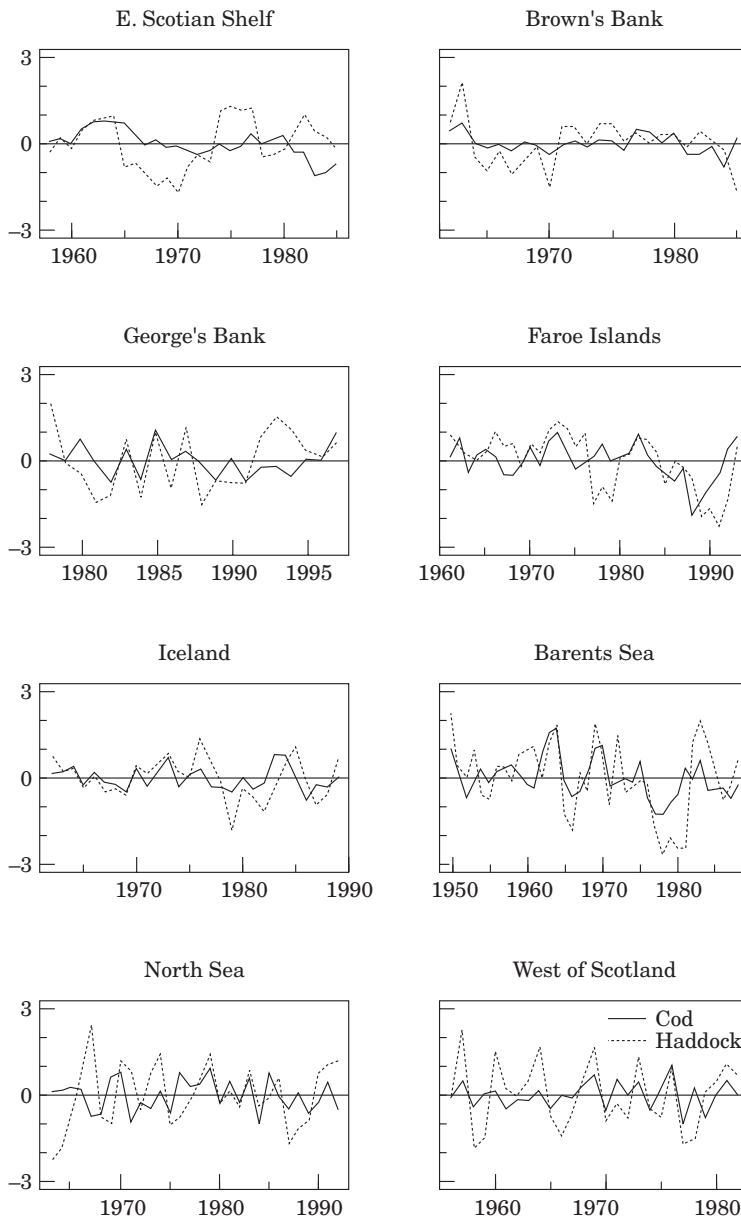 E. Scotian Shelf
Brown's Bank
3
0
–3
1960 1970 1980
1970 1980
George's Bank
Faroe Islands
3
0
–3
1980 1985 1990 1995
1960 1970 1980 1990
Iceland
Barents Sea
3
0
–3
1970 1980 1990
1950 1960 1970 1980
North Sea
West of Scotland
3
0
–3
Cod
Haddock
1970 1980 1990
1960 1970 1980